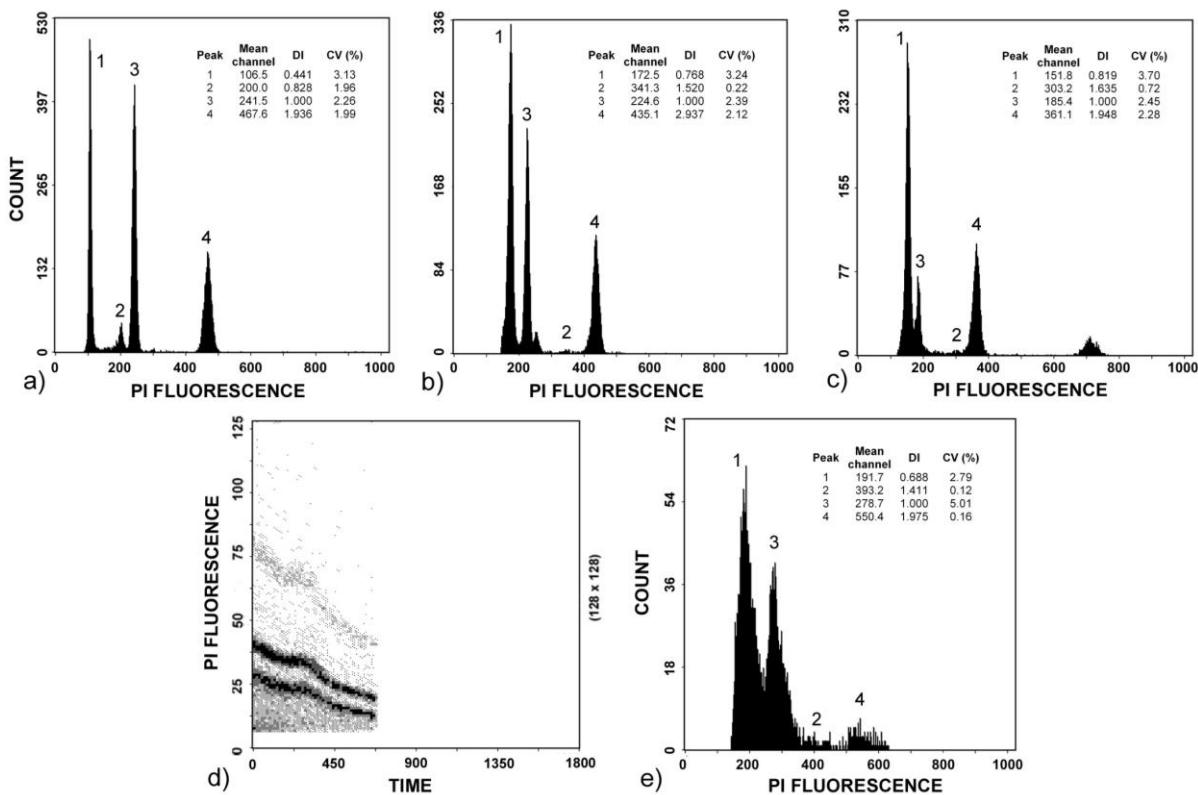 530
397
265
132
0
COUNT
1
2
3
4
Peak Mean channel DI CV (%)
1 106.5 0.441 3.13
2 200.0 0.828 1.96
3 241.5 1.000 2.26
4 467.6 1.936 1.99
0 200 400 600 800 1000
a) PI FLUORESCENCE
336
252
168
84
0
1
3
2
4
Peak Mean channel DI CV (%)
1 172.5 0.768 3.24
2 341.3 1.520 0.22
3 224.6 1.000 2.39
4 435.1 2.937 2.12
0 200 400 600 800 1000
b) PI FLUORESCENCE
310
232
155
77
0
1
3
2
4
Peak Mean channel DI CV (%)
1 151.8 0.819 3.70
2 303.2 1.635 0.72
3 185.4 1.000 2.45
4 361.1 1.948 2.28
0 200 400 600 800 1000
c) PI FLUORESCENCE
125
100
75
50
25
0
PI FLUORESCENCE
(128 x 128)
0 450 900 1350 1800
d) TIME
72
54
36
18
0
COUNT
1
3
2
4
Peak Mean channel DI CV (%)
1 191.7 0.688 2.79
2 393.2 1.411 0.12
3 278.7 1.000 5.01
4 550.4 1.975 0.16
0 200 400 600 800 1000
e) PI FLUORESCENCE